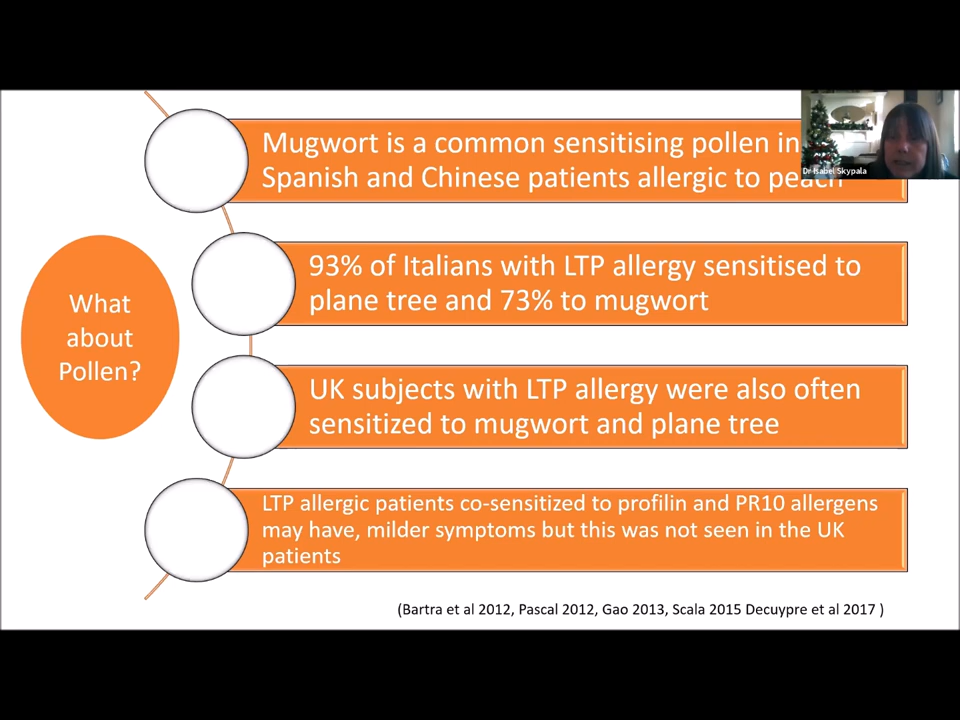 Mugwort is a common sensitising pollen in
Spanish and Chinese patients allergic to peach
Dr Isabel Skypala
93% of Italians with LTP allergy sensitised to
plane tree and 73% to mugwort
What
about
Pollen?
UK subjects with LTP allergy were also often
sensitized to mugwort and plane tree
LTP allergic patients co-sensitized to profilin and PR10 allergens
may have, milder symptoms but this was not seen in the UK
patients
(Bartra et al 2012, Pascal 2012, Gao 2013, Scala 2015 Decuypre et al 2017 )